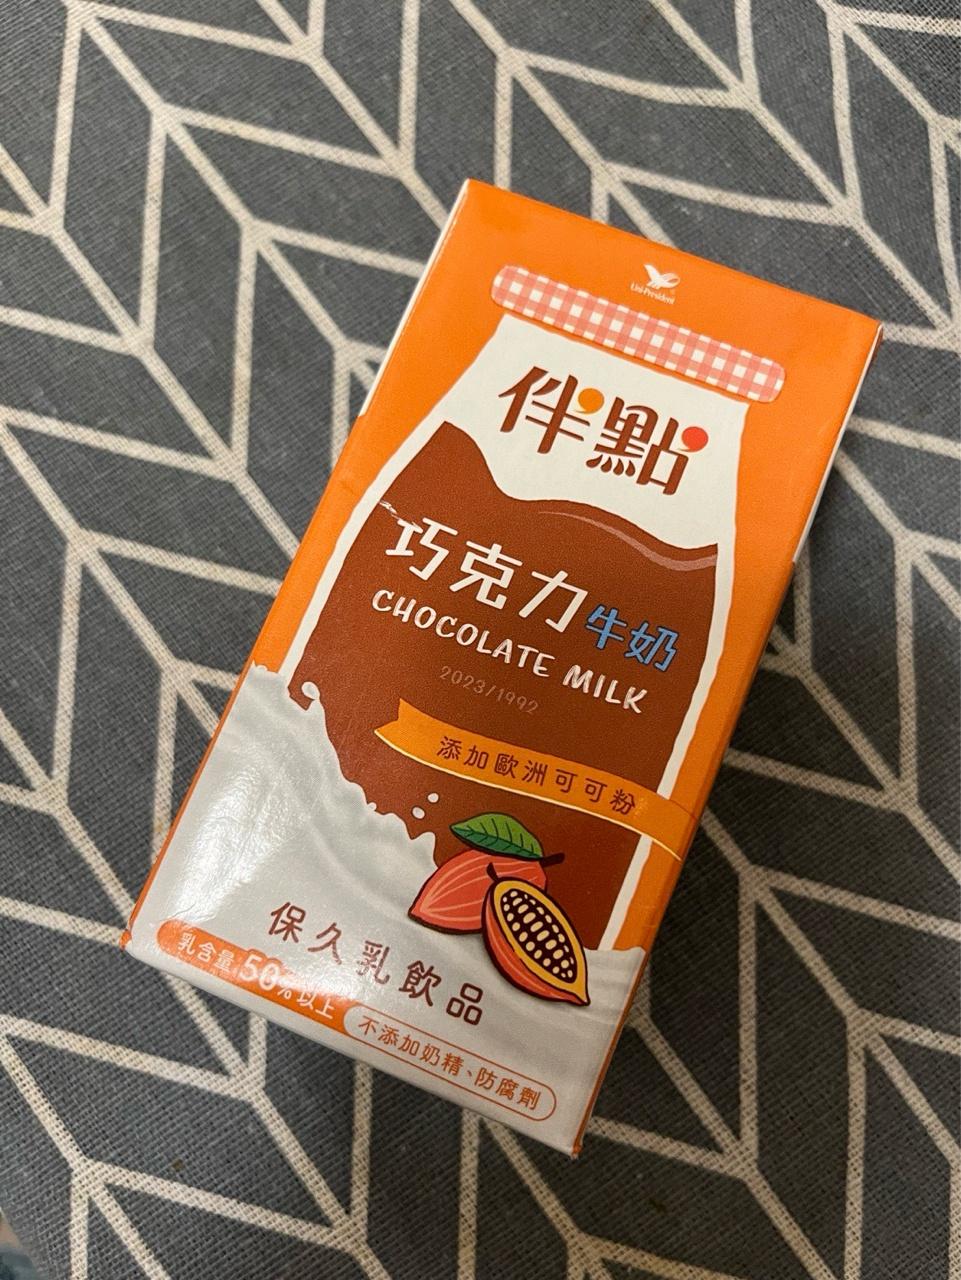 Uni-President
伴點
巧克力牛奶
CHOCOLATE MILK
2023/1992
添加歐洲可可粉
保久乳飲品
乳含量50%以上
不添加奶精、防腐劑